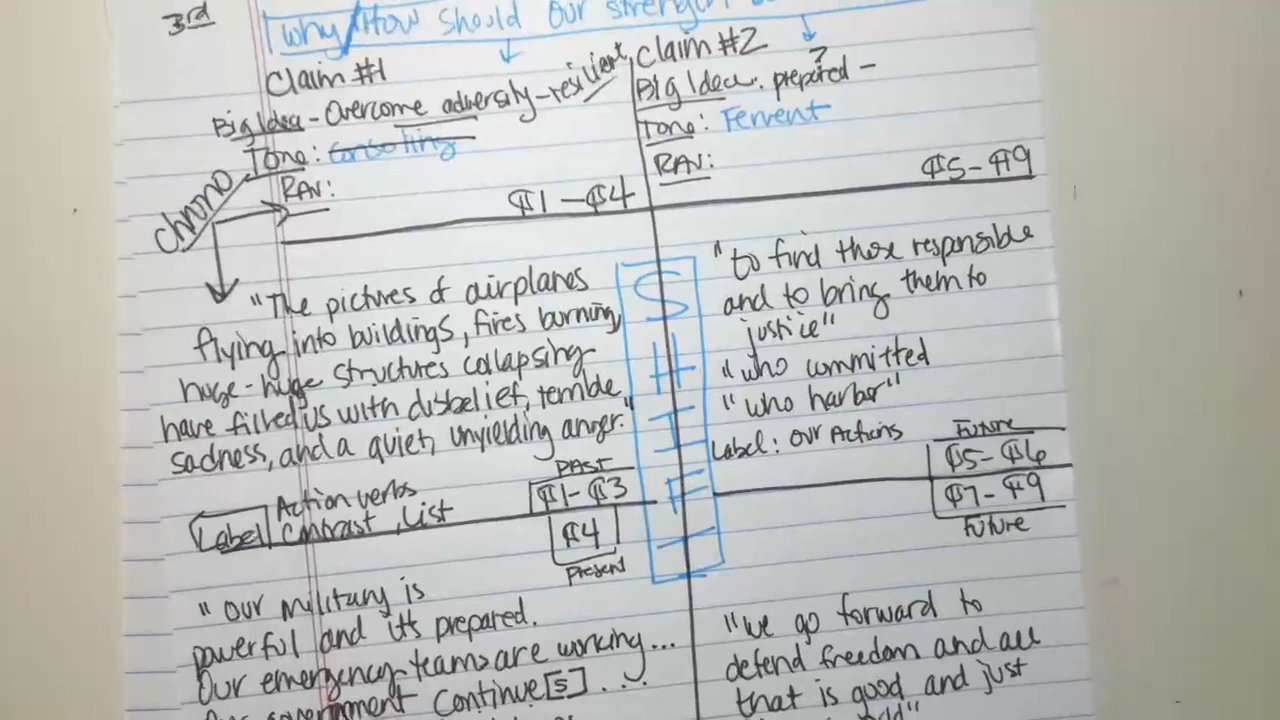 3rd
Why/How should our strength
Claim #1
Big Idea - Overcome adversity - resilient
Tone: Consoling
RAV:
chrono
¶1 - ¶4
Claim #2
Big Idea: prepared -
?
Tone: Fervent
RAV:
¶5 - ¶9
"The pictures of airplanes
flying into buildings, fires burning,
huge - huge structures collapsing
have filled us with disbelief, terrible
sadness, and a quiet, unyielding anger."
Label Action verbs
Contrast, List
Past
¶1 - ¶3
¶4
Present
SHIFT
"to find those responsible
and to bring them to
justice"
"who committed
"who harbor"
Label: Our Actions
Future
¶5 - ¶6
¶7 - ¶9
Future
"Our military is
powerful and it's prepared.
Our emergency teams are working...
government continue[s]...
"we go forward to
defend freedom and all
that is good and just